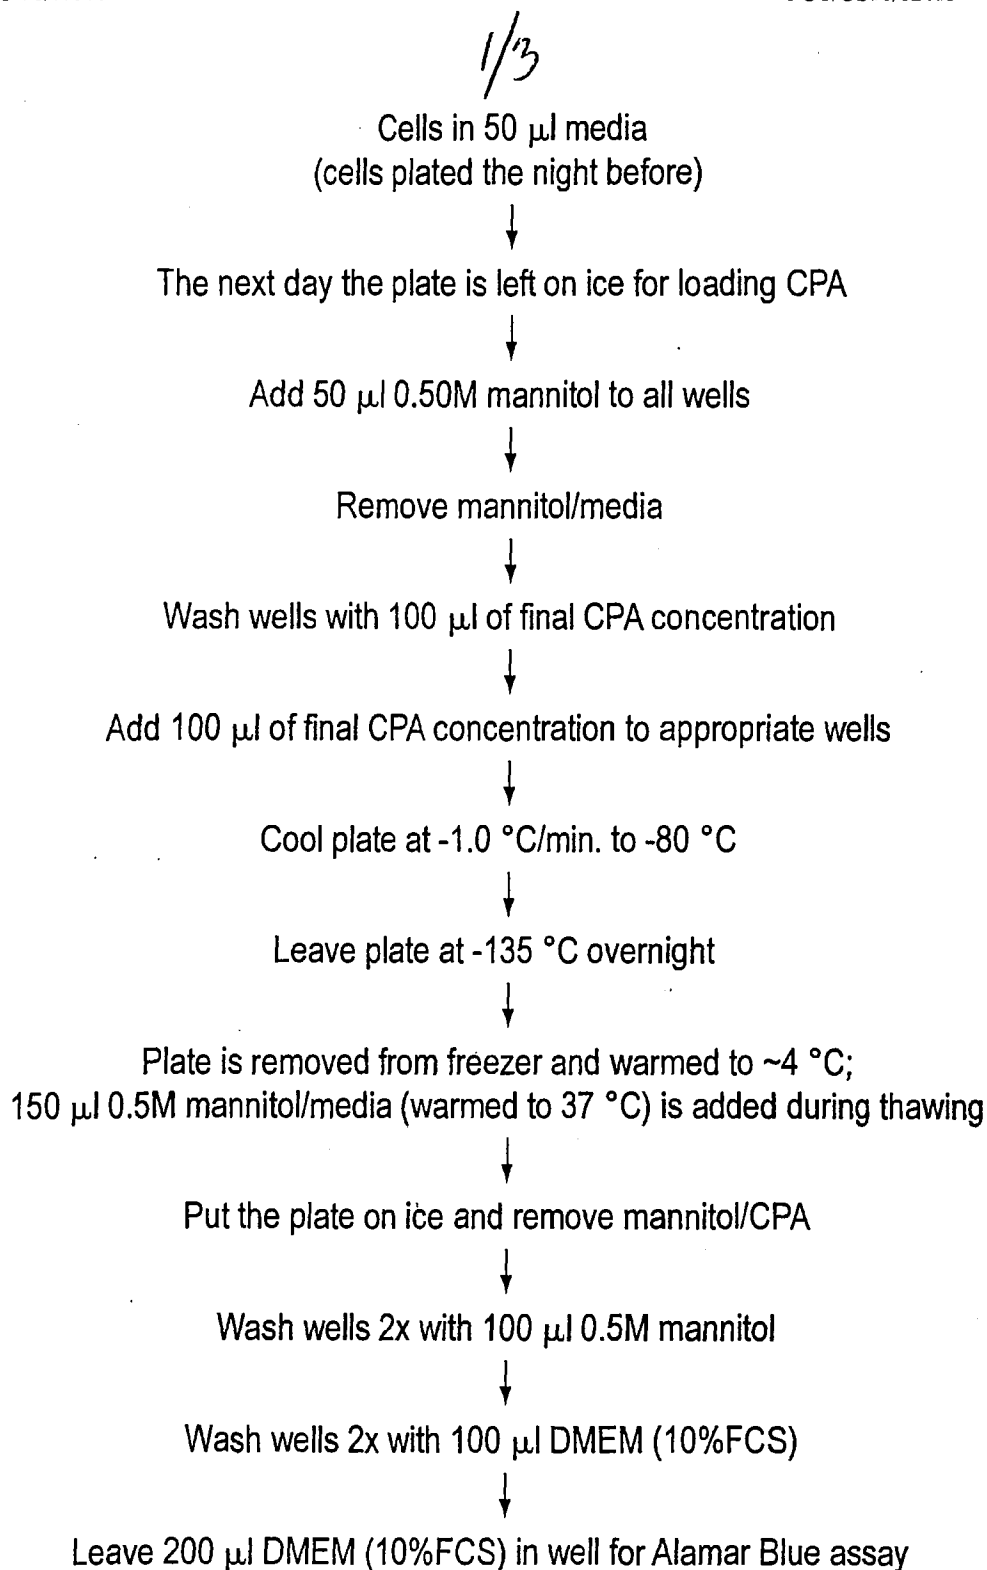 1/3
Cells in 50 μl media
(cells plated the night before)
The next day the plate is left on ice for loading CPA
Add 50 μl 0.50M mannitol to all wells
Remove mannitol/media
Wash wells with 100 μl of final CPA concentration
Add 100 μl of final CPA concentration to appropriate wells
Cool plate at -1.0 °C/min. to -80 °C
Leave plate at -135 °C overnight
Plate is removed from freezer and warmed to ~4 °C;
150 μl 0.5M mannitol/media (warmed to 37 °C) is added during thawing
Put the plate on ice and remove mannitol/CPA
Wash wells 2x with 100 μl 0.5M mannitol
Wash wells 2x with 100 μl DMEM (10%FCS)
Leave 200 μl DMEM (10%FCS) in well for Alamar Blue assay